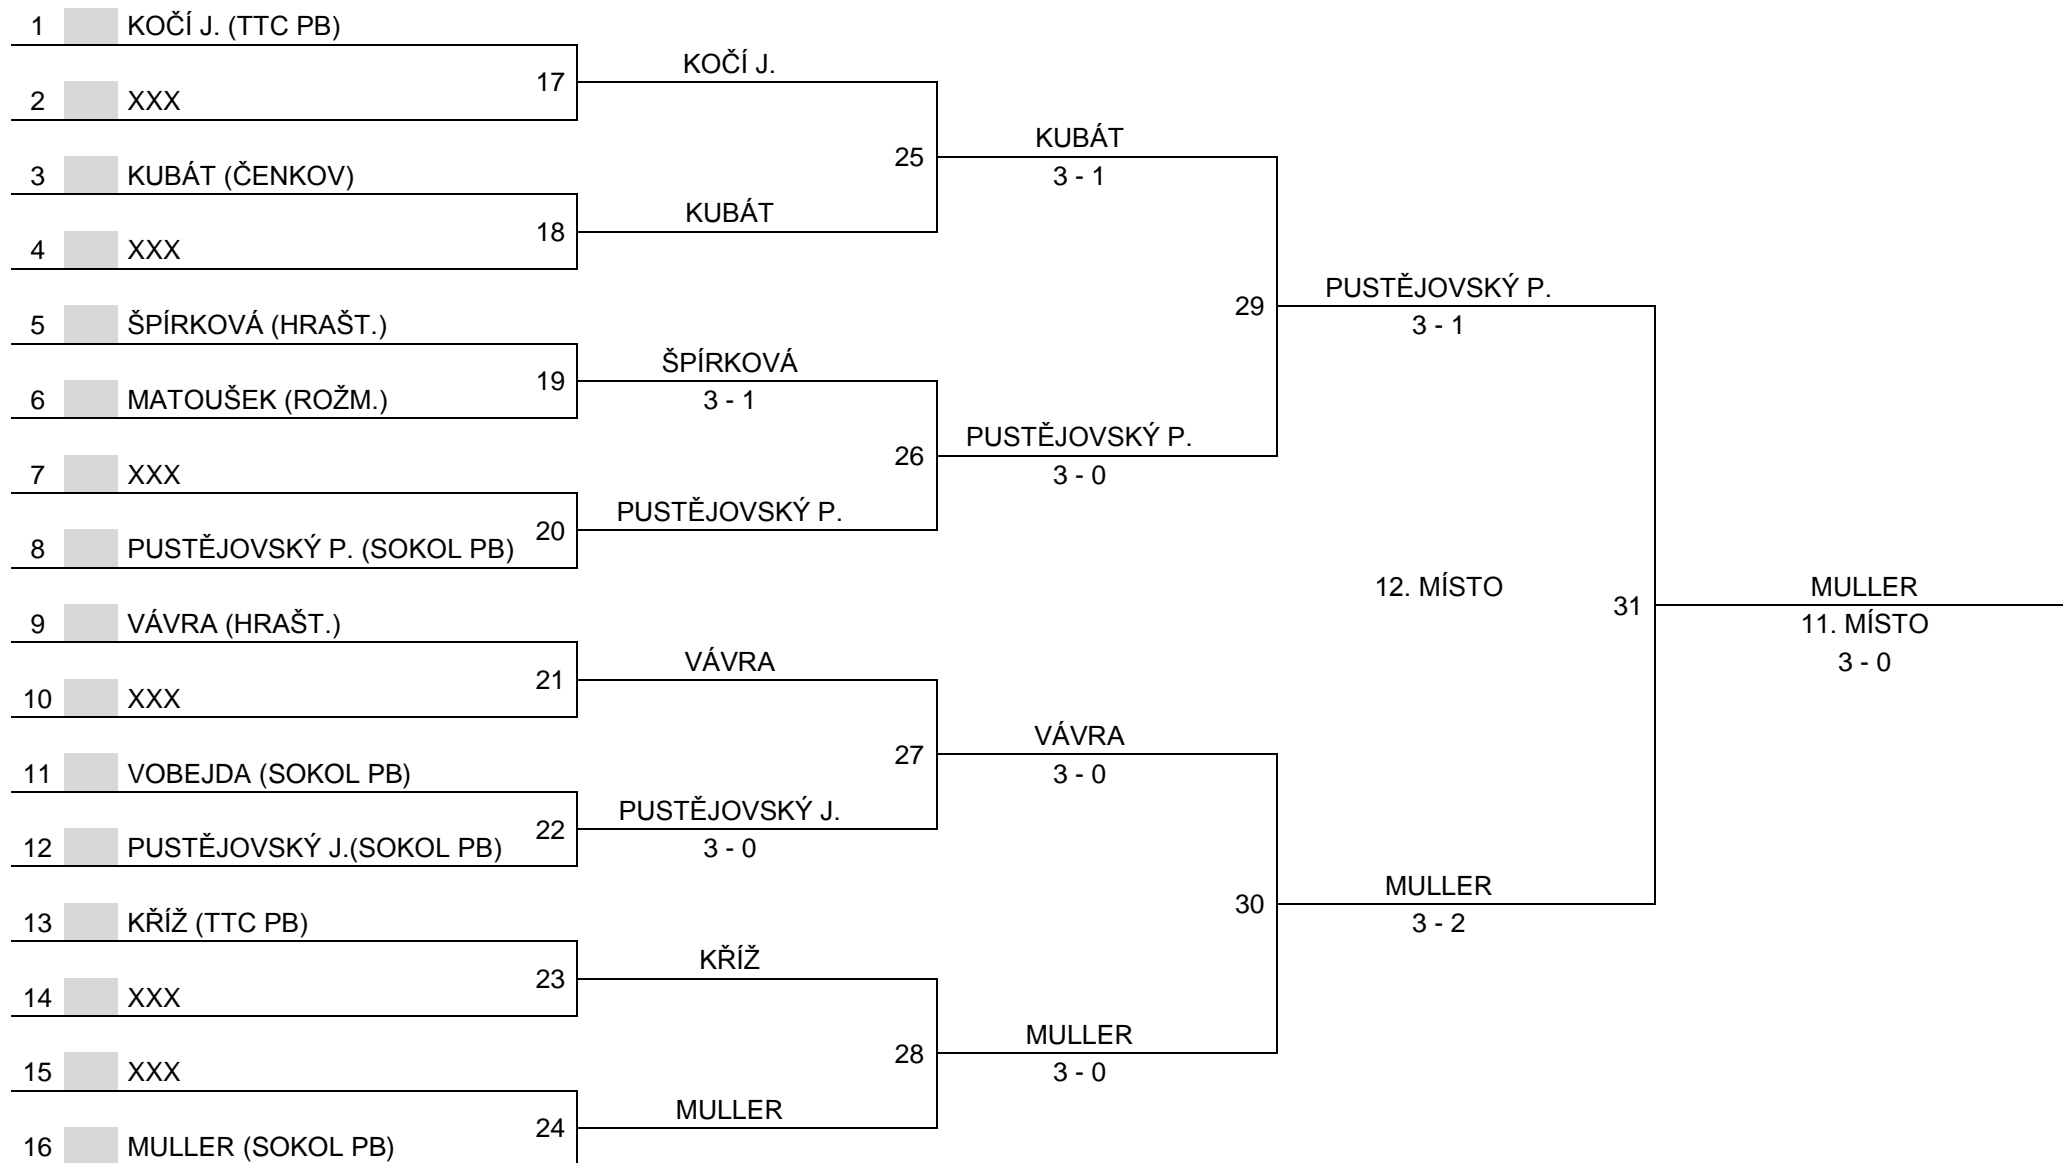 1 KOČÍ J. (TTC PB)
KOČÍ J.
17
2 XXX
KUBÁT
25
3 KUBÁT (ČENKOV)
3 - 1
KUBÁT
18
4 XXX
PUSTĚJOVSKÝ P.
29
5 ŠPÍRKOVÁ (HRAŠT.)
3 - 1
ŠPÍRKOVÁ
19
6 MATOUŠEK (ROŽM.)
3 - 1
PUSTĚJOVSKÝ P.
26
7 XXX
3 - 0
PUSTĚJOVSKÝ P.
20
8 PUSTĚJOVSKÝ P. (SOKOL PB)
12. MÍSTO
MULLER
31
9 VÁVRA (HRAŠT.)
11. MÍSTO
VÁVRA
3 - 0
21
10 XXX
VÁVRA
27
11 VOBEJDA (SOKOL PB)
3 - 0
PUSTĚJOVSKÝ J.
22
12 PUSTĚJOVSKÝ J.(SOKOL PB)
3 - 0
MULLER
30
13 KŘÍŽ (TTC PB)
3 - 2
KŘÍŽ
23
14 XXX
MULLER
28
15 XXX
3 - 0
MULLER
24
16 MULLER (SOKOL PB)